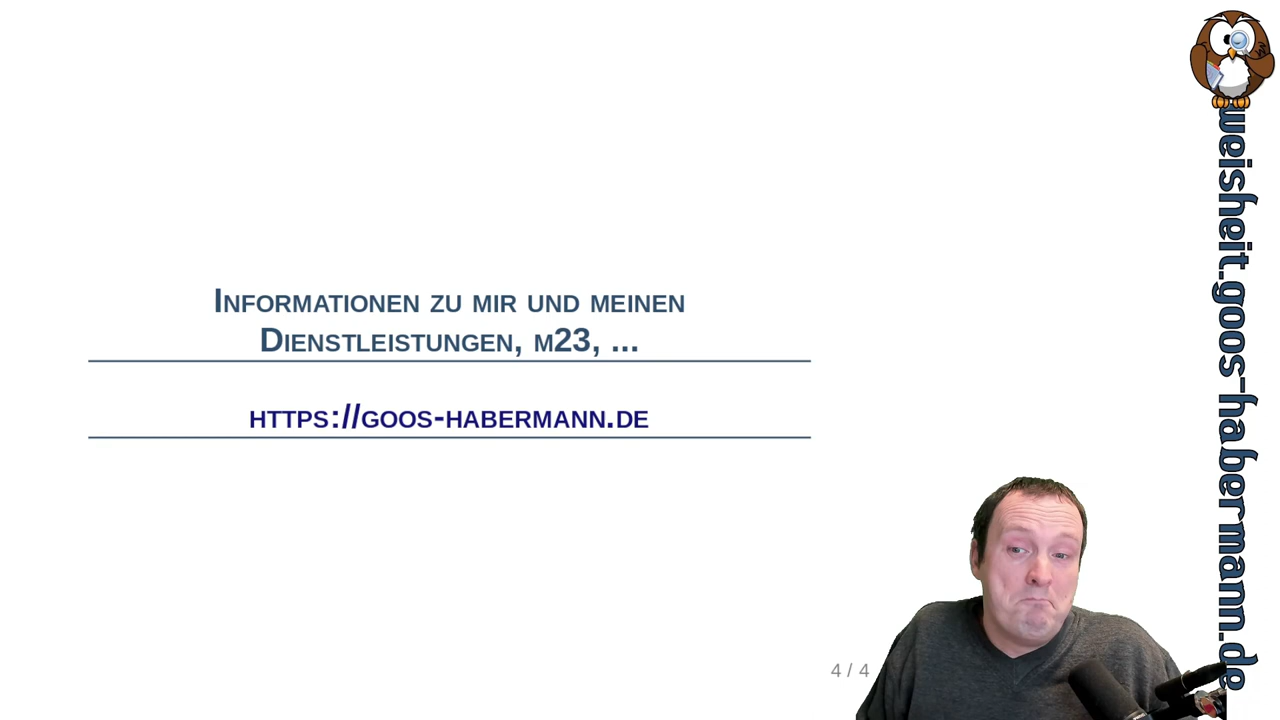 Informationen zu mir und meinen
Dienstleistungen, m23, ...
https://goos-habermann.de
4 / 4
weisheit.goos-habermann.de